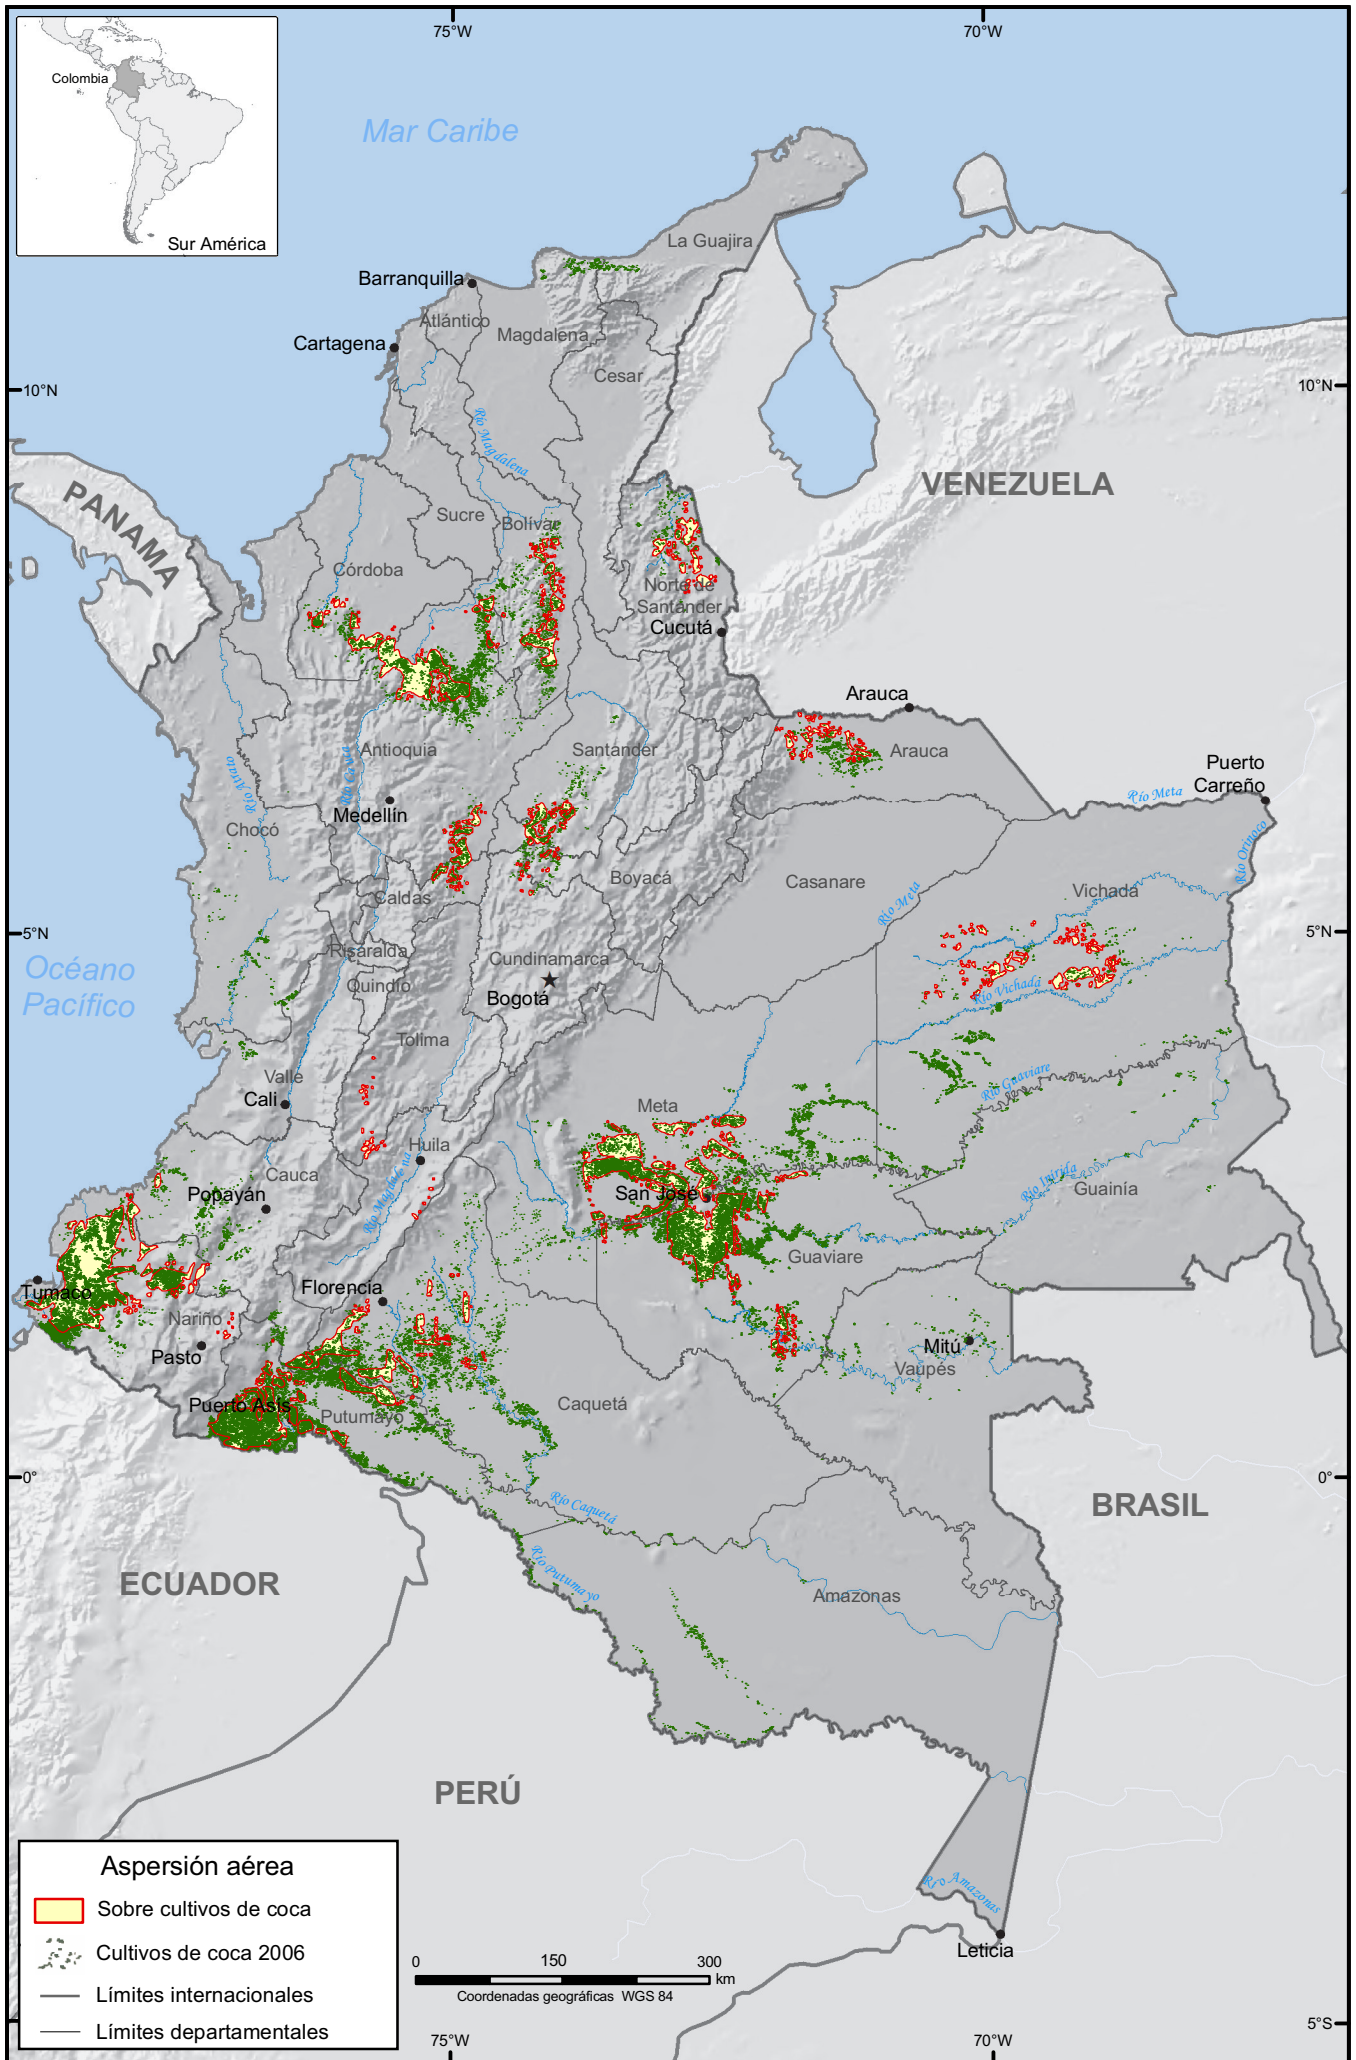 75°W
70°W
Colombia
Sur América
Mar Caribe
La Guajira
Barranquilla
Atlántico
Magdalena
Cartagena
Cesar
10°N
10°N
Río Magdalena
VENEZUELA
PANAMA
Sucre
Bolívar
Córdoba
Norte de
Santander
Cucutá
Arauca
Antioquia
Santander
Arauca
Puerto
Carreño
Río Meta
Río Atrato
Río Cauca
Medellín
Chocó
Río Orinoco
Boyacá
Casanare
Río Meta
Vichada
Caldas
5°N
5°N
Risaralda
Cundinamarca
Océano
Pacífico
Quindío
Bogotá
Río Vichada
Tolima
Valle
Cali
Río Guaviare
Meta
Huila
Cauca
Popayán
Río Magdalena
San José
Río Inírida
Guainía
Guaviare
Tumaco
Florencia
Nariño
Pasto
Mitú
Vaupés
Puerto Asís
Putumayo
Caquetá
0°
0°
Río Caquetá
BRASIL
ECUADOR
Río Putumayo
Amazonas
PERÚ
Río Amazonas
Leticia
Aspersión aérea
Sobre cultivos de coca
Cultivos de coca 2006
Límites internacionales
Límites departamentales
0 150 300
km
Coordenadas geográficas WGS 84
5°S
75°W
70°W